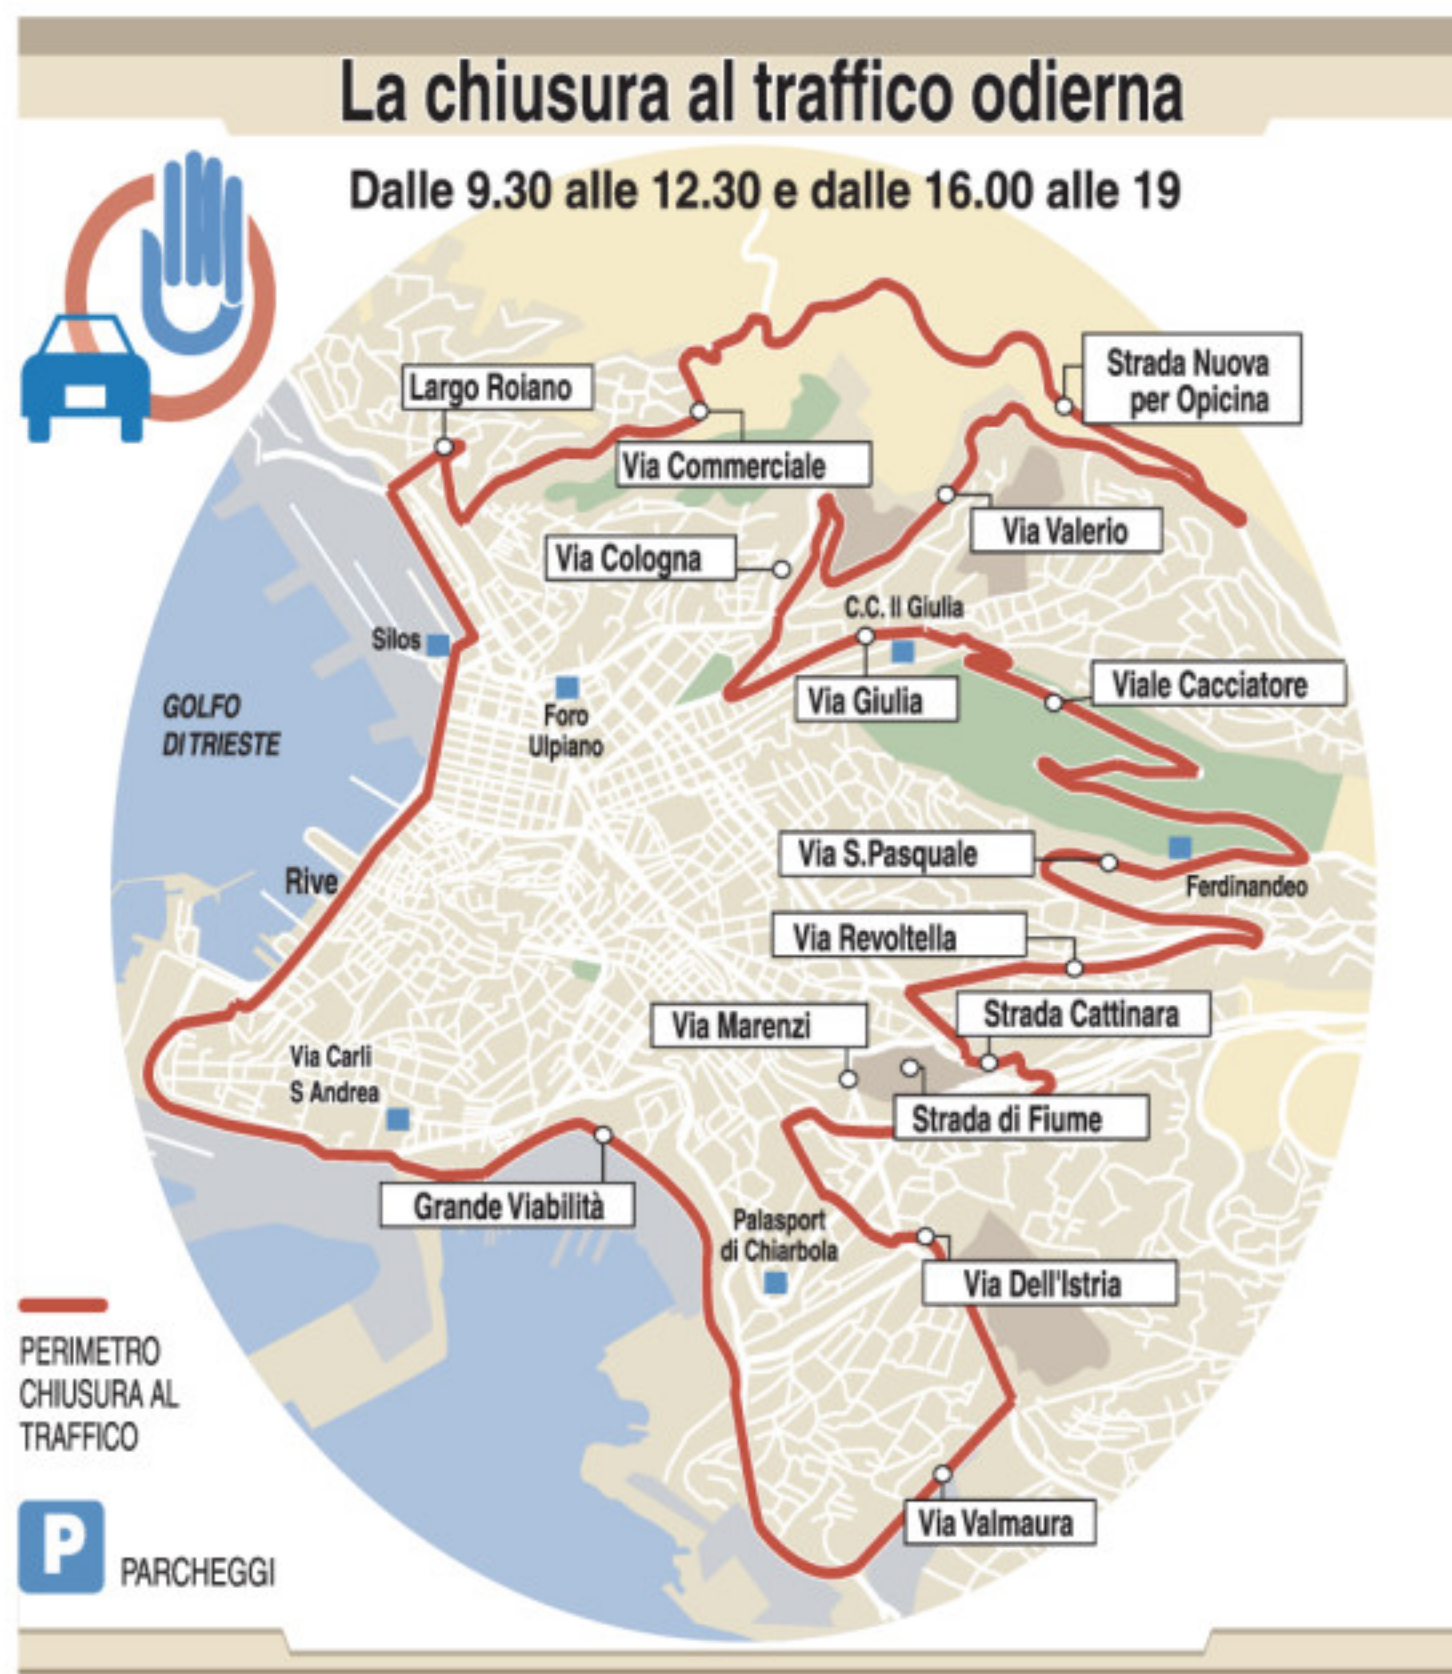 La chiusura al traffico odierna
Dalle 9.30 alle 12.30 e dalle 16.00 alle 19
Strada Nuova
per Opicina
Largo Roiano
Via Commerciale
Via Valerio
Via Cologna
C.C. Il Giulia
Silos
Viale Cacciatore
Via Giulia
GOLFO
DI TRIESTE
Foro
Ulpiano
Via S.Pasquale
Rive
Ferdinandeo
Via Revoltella
Strada Cattinara
Via Marenzi
Via Carli
S Andrea
Strada di Fiume
Grande Viabilità
Palasport
di Chiarbola
Via Dell'Istria
PERIMETRO
CHIUSURA AL
TRAFFICO
Via Valmaura
P
PARCHEGGI